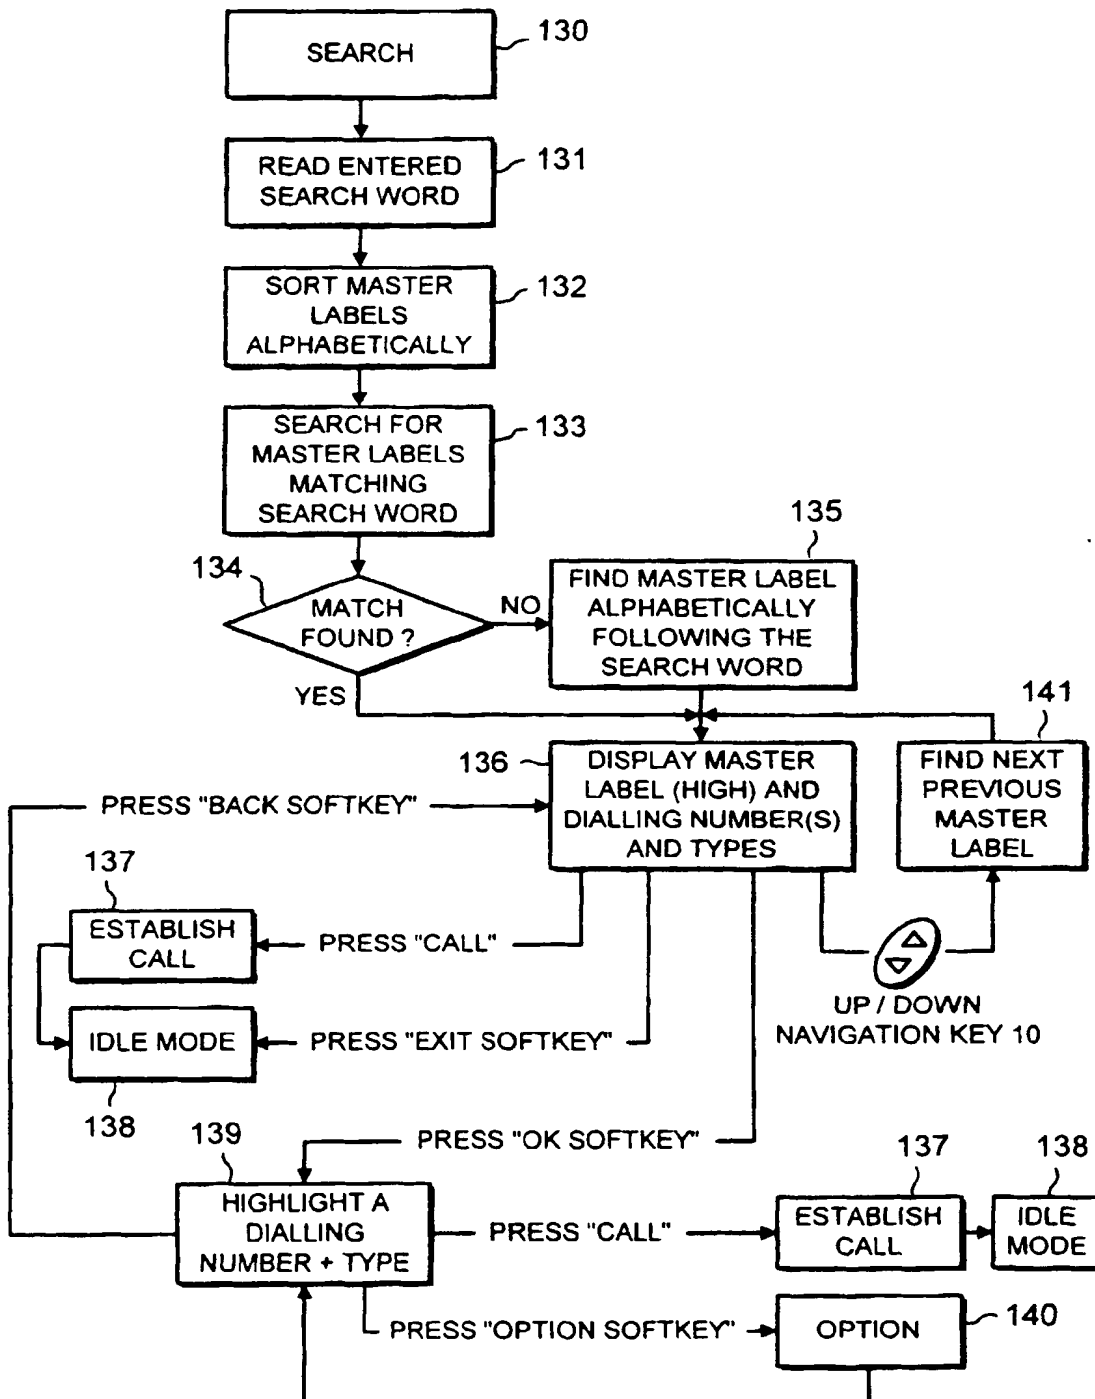 SEARCH
130
READ ENTERED
SEARCH WORD
131
SORT MASTER
LABELS
ALPHABETICALLY
132
SEARCH FOR
MASTER LABELS
MATCHING
SEARCH WORD
133
134
MATCH
FOUND ?
NO
YES
135
FIND MASTER LABEL
ALPHABETICALLY
FOLLOWING THE
SEARCH WORD
141
FIND NEXT
PREVIOUS
MASTER
LABEL
136
DISPLAY MASTER
LABEL (HIGH) AND
DIALLING NUMBER(S)
AND TYPES
PRESS "BACK SOFTKEY"
137
ESTABLISH
CALL
PRESS "CALL"
UP / DOWN
NAVIGATION KEY 10
IDLE MODE
PRESS "EXIT SOFTKEY"
138
139
PRESS "OK SOFTKEY"
HIGHLIGHT A
DIALLING
NUMBER + TYPE
PRESS "CALL"
137
ESTABLISH
CALL
138
IDLE
MODE
PRESS "OPTION SOFTKEY"
OPTION
140